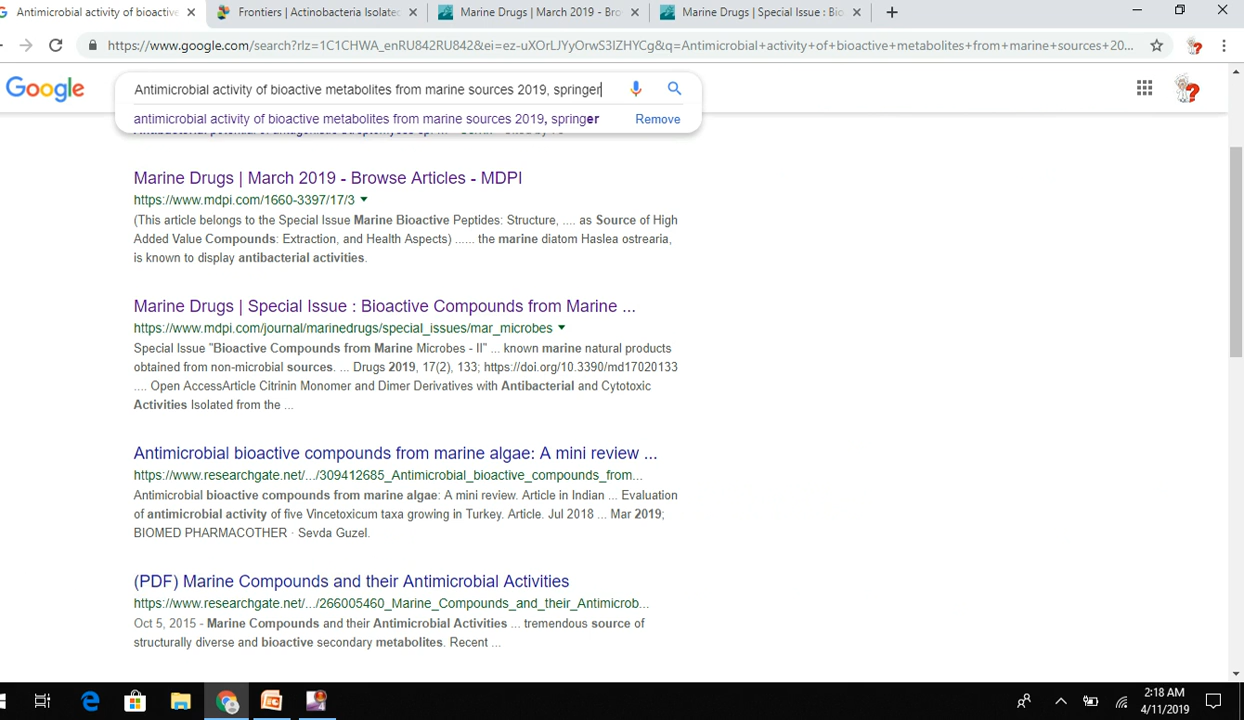 Antimicrobial activity of bioactive
Frontiers | Actinobacteria Isolated
Marine Drugs | March 2019 - Bro
Marine Drugs | Special Issue : Bio
https://www.google.com/search?rlz=1C1CHWA_enRU842RU842&ei=ez-uXOrLJYyOrwS3IZHYCg&q=Antimicrobial+activity+of+bioactive+metabolites+from+marine+sources+20...
Google
Antimicrobial activity of bioactive metabolites from marine sources 2019, springer
antimicrobial activity of bioactive metabolites from marine sources 2019, springer Remove
Marine Drugs | March 2019 - Browse Articles - MDPI
https://www.mdpi.com/1660-3397/17/3
(This article belongs to the Special Issue Marine Bioactive Peptides: Structure, .... as Source of High
Added Value Compounds: Extraction, and Health Aspects) ...... the marine diatom Haslea ostrearia,
is known to display antibacterial activities.
Marine Drugs | Special Issue : Bioactive Compounds from Marine ...
https://www.mdpi.com/journal/marinedrugs/special_issues/mar_microbes
Special Issue "Bioactive Compounds from Marine Microbes - II" ... known marine natural products
obtained from non-microbial sources. ... Drugs 2019, 17(2), 133; https://doi.org/10.3390/md17020133
.... Open AccessArticle Citrinin Monomer and Dimer Derivatives with Antibacterial and Cytotoxic
Activities Isolated from the ...
Antimicrobial bioactive compounds from marine algae: A mini review ...
https://www.researchgate.net/.../309412685_Antimicrobial_bioactive_compounds_from...
Antimicrobial bioactive compounds from marine algae: A mini review. Article in Indian ... Evaluation
of antimicrobial activity of five Vincetoxicum taxa growing in Turkey. Article. Jul 2018 ... Mar 2019;
BIOMED PHARMACOTHER · Sevda Guzel.
(PDF) Marine Compounds and their Antimicrobial Activities
https://www.researchgate.net/.../266005460_Marine_Compounds_and_their_Antimicrob...
Oct 5, 2015 - Marine Compounds and their Antimicrobial Activities ... tremendous source of
structurally diverse and bioactive secondary metabolites. Recent ...
2:18 AM
4/11/2019